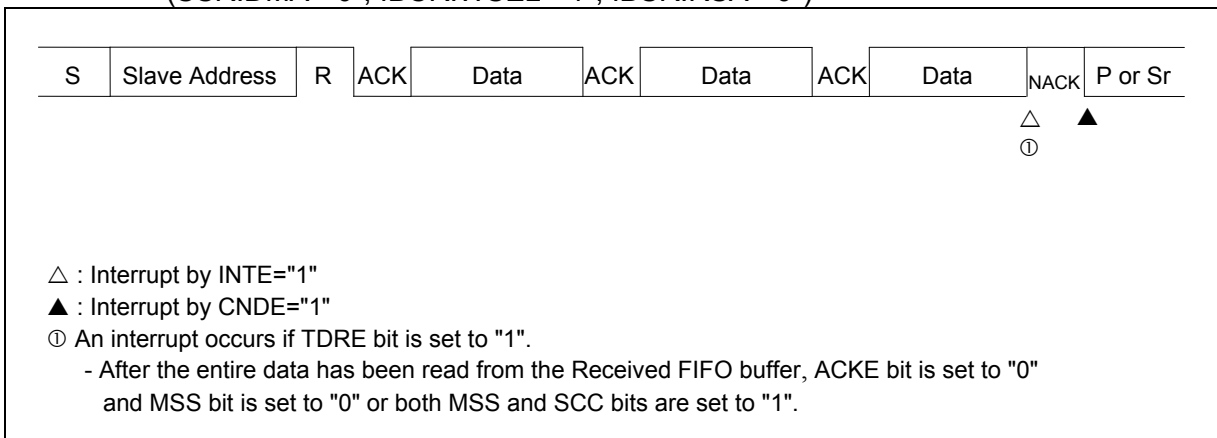 S Slave Address R ACK Data ACK Data ACK Data NACK P or Sr
△ ▲
①
△ : Interrupt by INTE="1"
▲ : Interrupt by CNDE="1"
① An interrupt occurs if TDRE bit is set to "1".
- After the entire data has been read from the Received FIFO buffer, ACKE bit is set to "0"
and MSS bit is set to "0" or both MSS and SCC bits are set to "1".